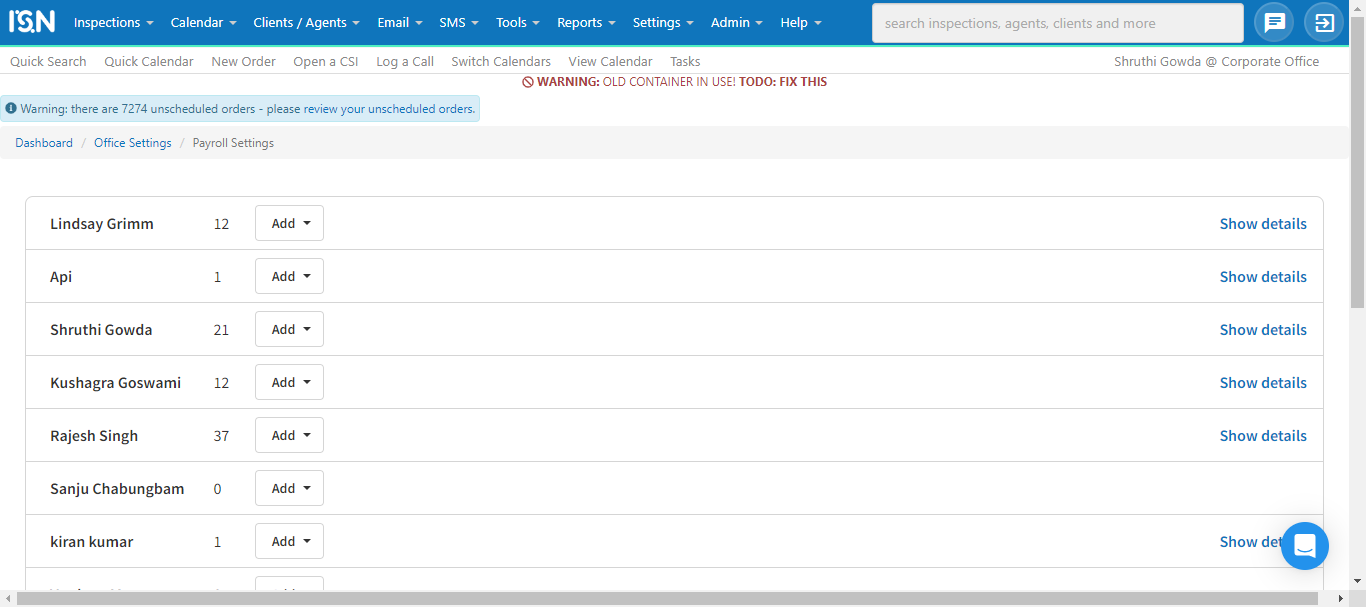 ISN Inspections Calendar Clients / Agents Email SMS Tools Reports Settings Admin Help search inspections, agents, clients and more
Quick Search Quick Calendar New Order Open a CSI Log a Call Switch Calendars View Calendar Tasks Shruthi Gowda @ Corporate Office
WARNING: OLD CONTAINER IN USE! TODO: FIX THIS
Warning: there are 7274 unscheduled orders - please review your unscheduled orders.
Dashboard / Office Settings / Payroll Settings
Lindsay Grimm 12 Add Show details
Api 1 Add Show details
Shruthi Gowda 21 Add Show details
Kushagra Goswami 12 Add Show details
Rajesh Singh 37 Add Show details
Sanju Chabungbam 0 Add
kiran kumar 1 Add Show